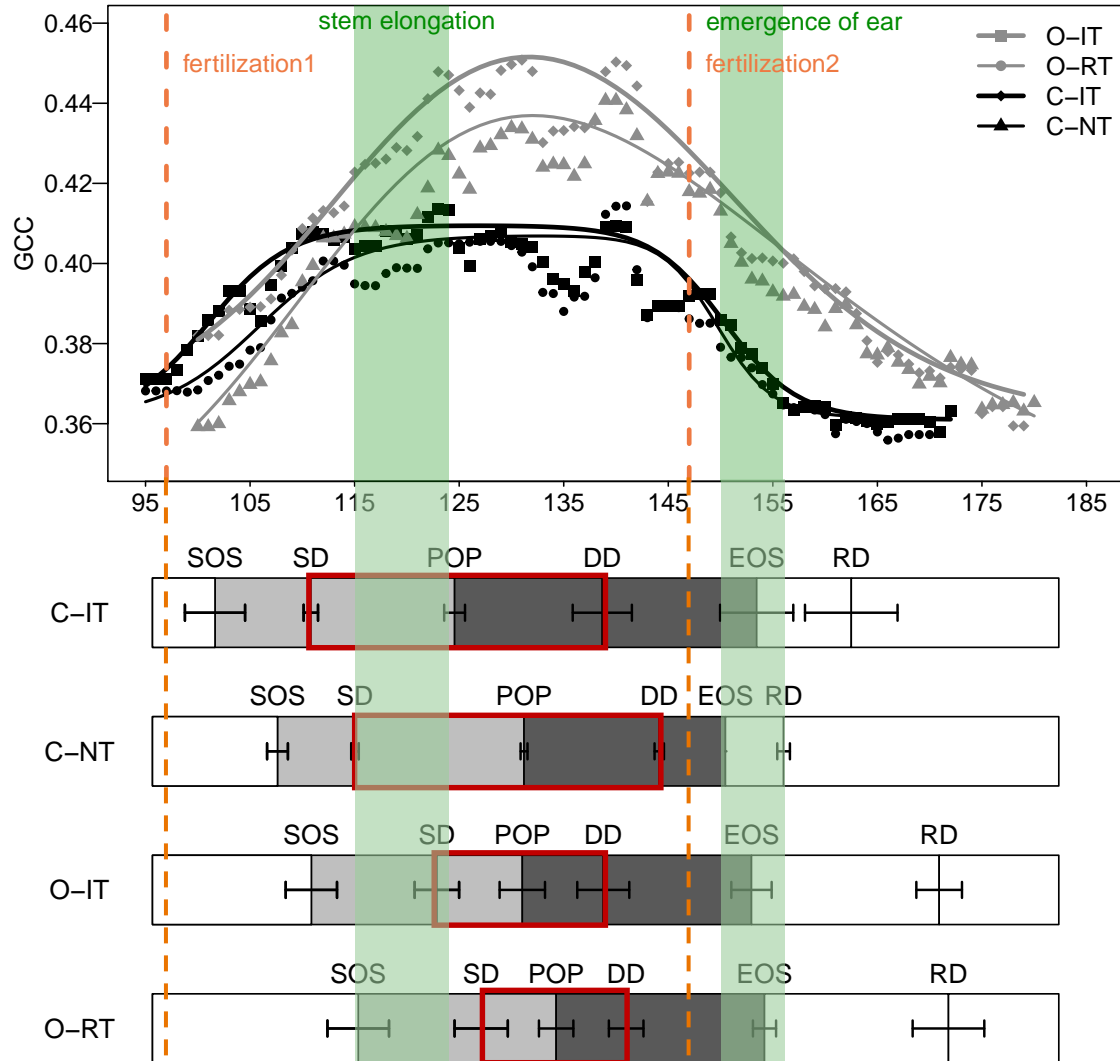 0.46
0.44
0.42
0.40
0.38
0.36
GCC
stem elongation
emergence of ear
fertilization1
fertilization2
O-IT
O-RT
C-IT
C-NT
95 105 115 125 135 145 155 165 175 185
SOS SD POP DD EOS RD
C-IT
SOS SD POP DD EOS RD
C-NT
SOS SD POP DD EOS RD
O-IT
SOS SD POP DD EOS RD
O-RT